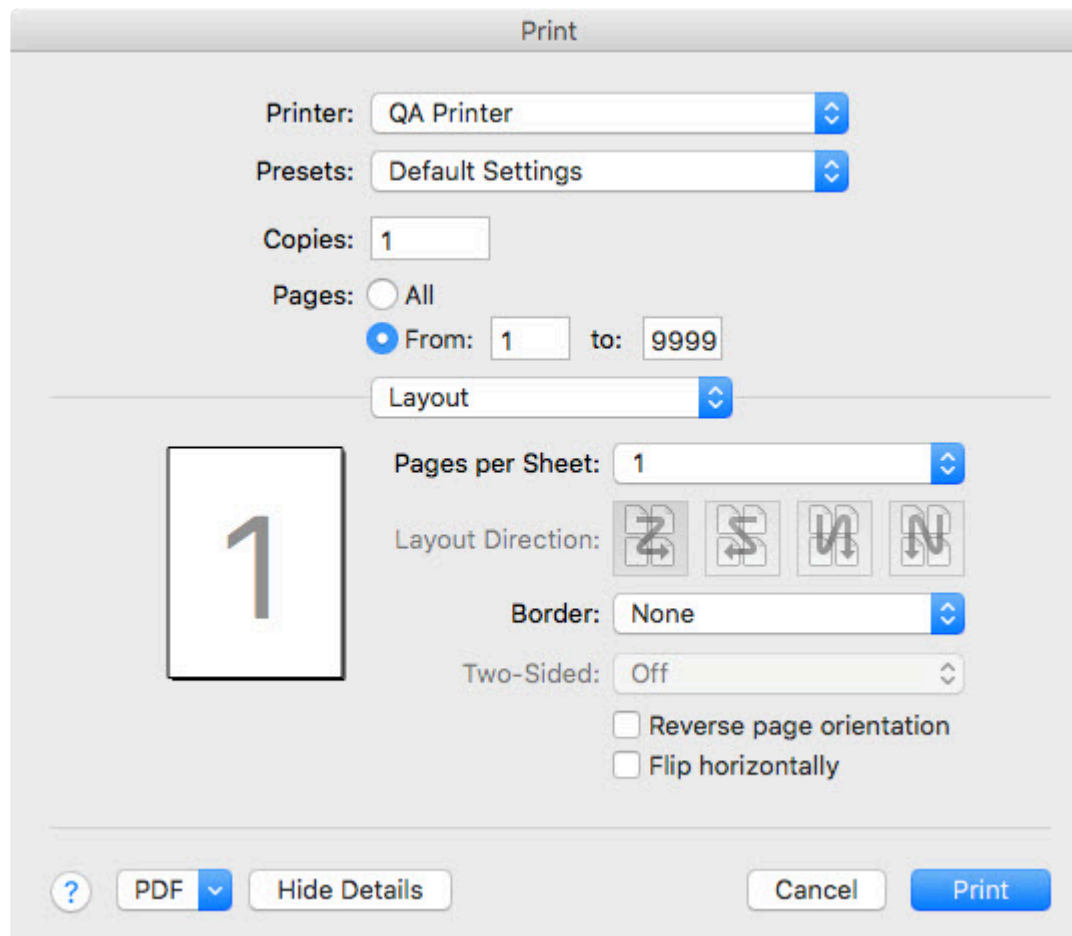 Print
Printer: QA Printer
Presets: Default Settings
Copies: 1
Pages: All
From: 1 to: 9999
Layout
1
Pages per Sheet: 1
Layout Direction:
Border: None
Two-Sided: Off
Reverse page orientation
Flip horizontally
? PDF Hide Details Cancel Print